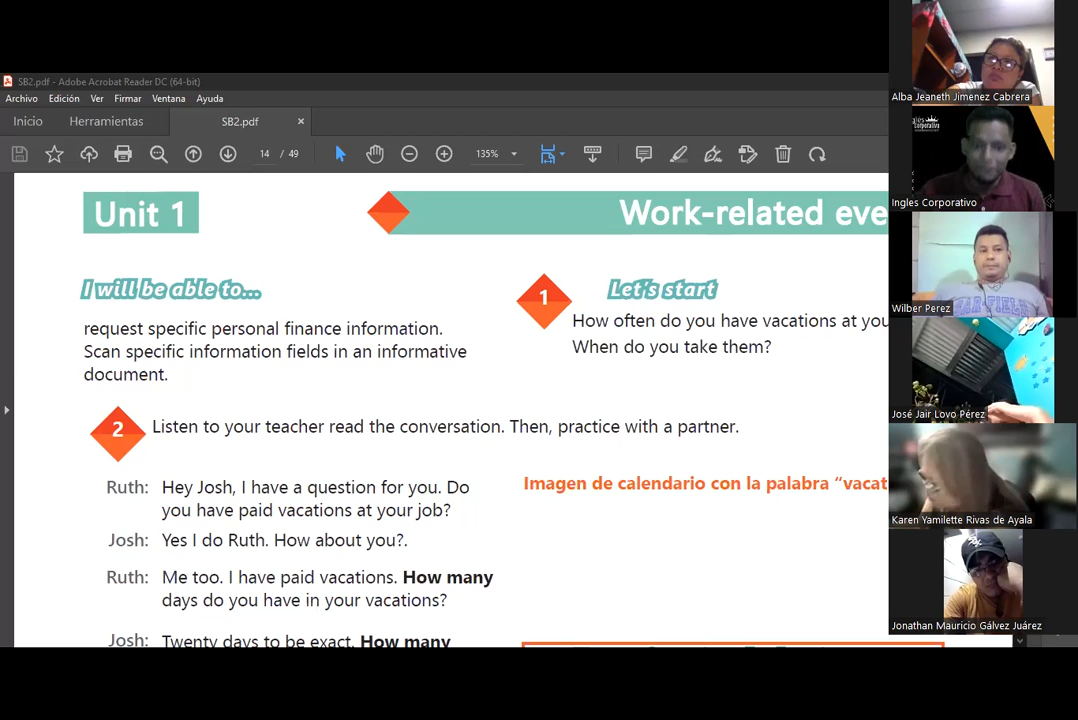 SB2.pdf - Adobe Acrobat Reader DC (64-bit)
Archivo Edición Ver Firmar Ventana Ayuda
Inicio Herramientas SB2.pdf ×
14 / 49 135%
Unit 1
Work-related eve
I will be able to...
request specific personal finance information.
Scan specific information fields in an informative
document.
1
Let's start
How often do you have vacations at you
When do you take them?
2
Listen to your teacher read the conversation. Then, practice with a partner.
Ruth: Hey Josh, I have a question for you. Do
you have paid vacations at your job?
Josh: Yes I do Ruth. How about you?.
Ruth: Me too. I have paid vacations. How many
days do you have in your vacations?
Josh: Twenty days to be exact. How many
Imagen de calendario con la palabra “vacat
Alba Jeaneth Jimenez Cabrera
Ingles Corporativo
Wilber Perez
José Jair Lovo Pérez
Karen Yamilette Rivas de Ayala
Jonathan Mauricio Gálvez Juárez